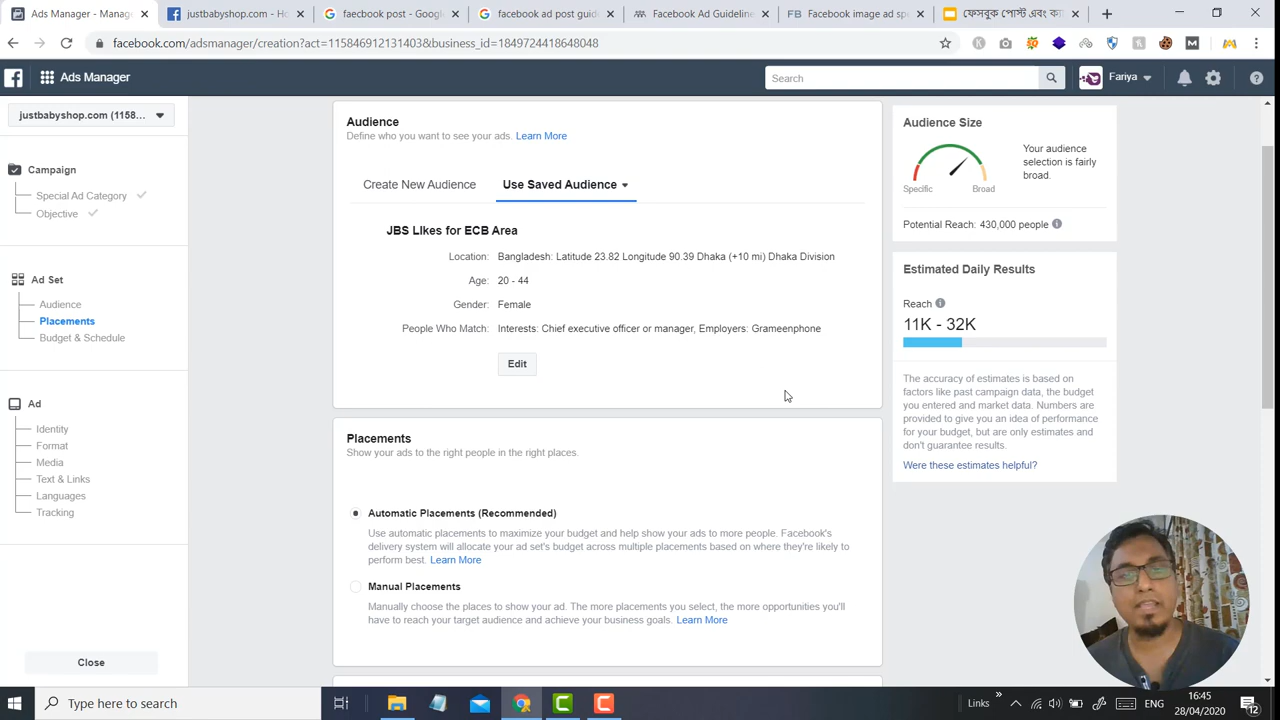 Ads Manager - Manag
justbabyshop.com - Ho
faecbook post - Google
facebook ad post guid
Facebook Ad Guideline
Facebook image ad sp
ফেসবুক পোস্ট এবং ক্যা
facebook.com/adsmanager/creation?act=115846912131403&business_id=1849724418648048
Ads Manager
Search
Fariya
justbabyshop.com (1158...
Campaign
Special Ad Category
Objective
Ad Set
Audience
Placements
Budget & Schedule
Ad
Identity
Format
Media
Text & Links
Languages
Tracking
Close
Audience
Define who you want to see your ads. Learn More
Create New Audience
Use Saved Audience
JBS LIkes for ECB Area
Location: Bangladesh: Latitude 23.82 Longitude 90.39 Dhaka (+10 mi) Dhaka Division
Age: 20 - 44
Gender: Female
People Who Match: Interests: Chief executive officer or manager, Employers: Grameenphone
Edit
Placements
Show your ads to the right people in the right places.
Automatic Placements (Recommended)
Use automatic placements to maximize your budget and help show your ads to more people. Facebook's
delivery system will allocate your ad set's budget across multiple placements based on where they're likely to
perform best. Learn More
Manual Placements
Manually choose the places to show your ad. The more placements you select, the more opportunities you'll
have to reach your target audience and achieve your business goals. Learn More
Audience Size
Your audience
selection is fairly
broad.
Specific
Broad
Potential Reach: 430,000 people
Estimated Daily Results
Reach
11K - 32K
The accuracy of estimates is based on
factors like past campaign data, the budget
you entered and market data. Numbers are
provided to give you an idea of performance
for your budget, but are only estimates and
don't guarantee results.
Were these estimates helpful?
Type here to search
Links
ENG
16:45
28/04/2020
12